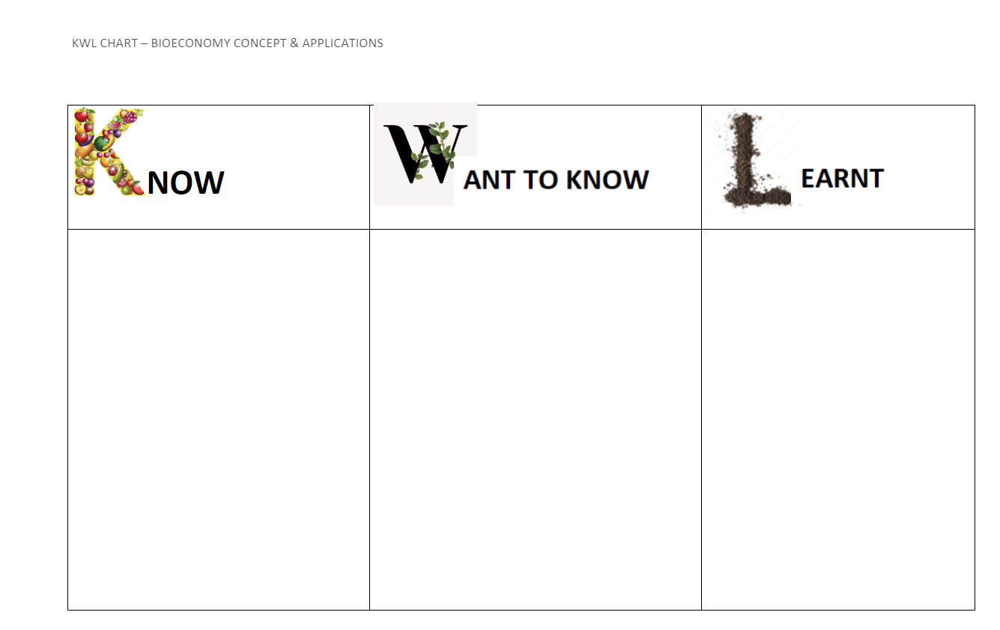 KWL CHART – BIOECONOMY CONCEPT & APPLICATIONS
KNOW
WANT TO KNOW
LEARNT